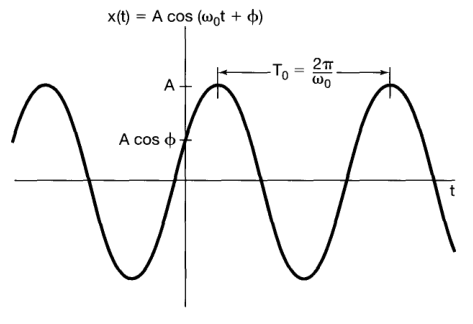 x(t) = A cos (ω₀t + ϕ)
T₀ = 2π/ω₀
A
A cos ϕ
t